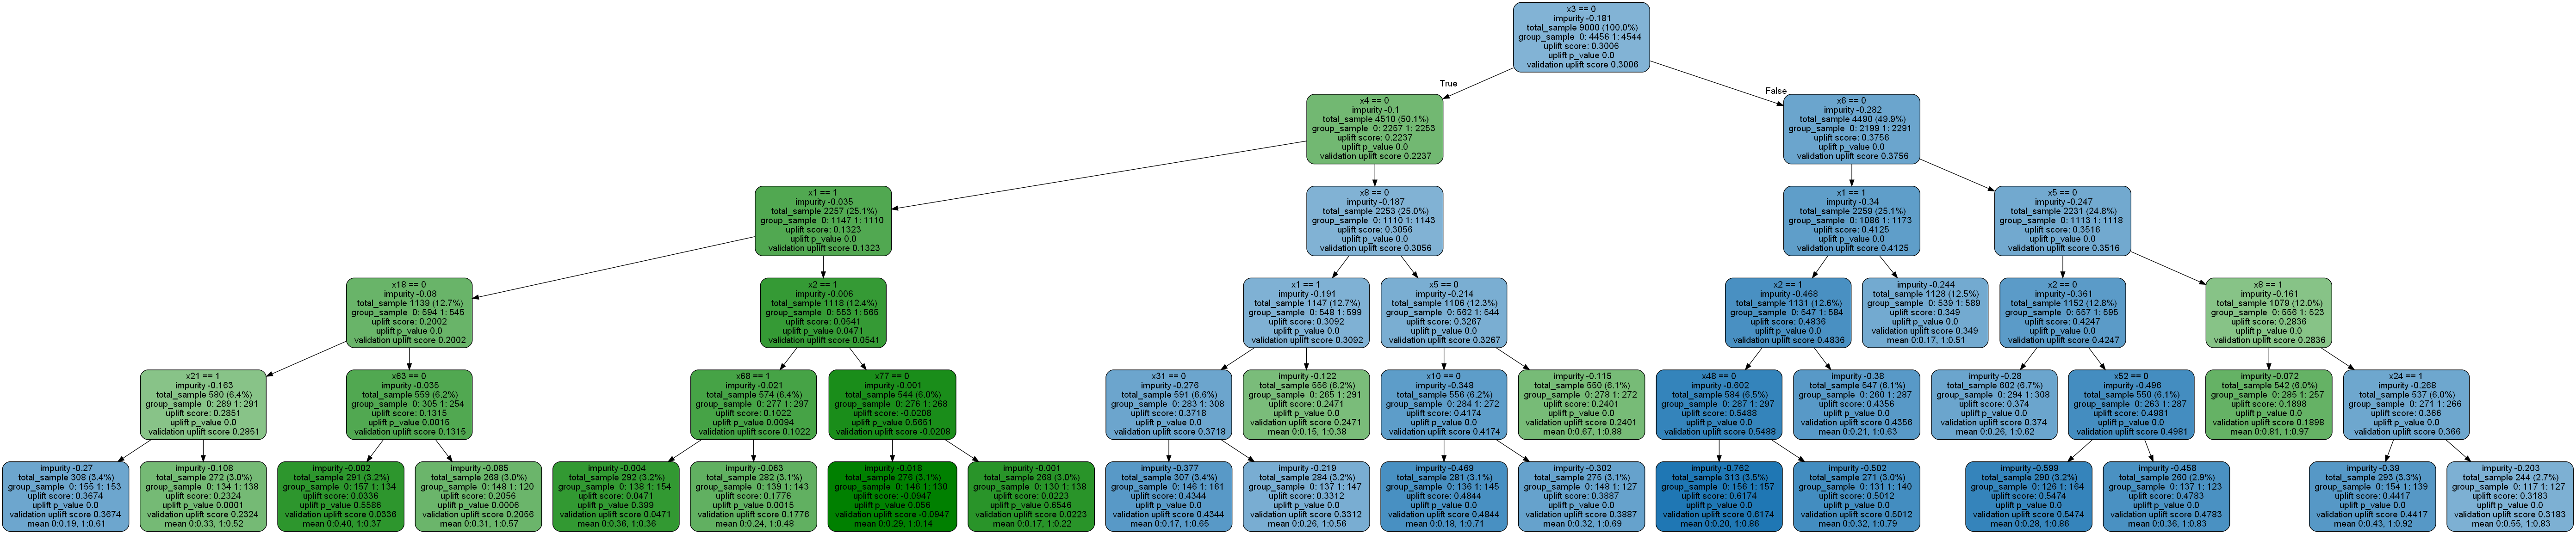 x3 == 0
impurity -0.181
total_sample 9000 (100.0%)
group_sample 0: 4456 1: 4544
uplift score: 0.3006
uplift p_value 0.0
validation uplift score 0.3006
True
False
x4 == 0
impurity -0.1
total_sample 4510 (50.1%)
group_sample 0: 2257 1: 2253
uplift score: 0.2237
uplift p_value 0.0
validation uplift score 0.2237
x6 == 0
impurity -0.282
total_sample 4490 (49.9%)
group_sample 0: 2199 1: 2291
uplift score: 0.3756
uplift p_value 0.0
validation uplift score 0.3756
x1 == 1
impurity -0.035
total_sample 2257 (25.1%)
group_sample 0: 1147 1: 1110
uplift score: 0.1323
uplift p_value 0.0
validation uplift score 0.1323
x8 == 0
impurity -0.187
total_sample 2253 (25.0%)
group_sample 0: 1110 1: 1143
uplift score: 0.3056
uplift p_value 0.0
validation uplift score 0.3056
x1 == 1
impurity -0.34
total_sample 2259 (25.1%)
group_sample 0: 1086 1: 1173
uplift score: 0.4125
uplift p_value 0.0
validation uplift score 0.4125
x5 == 0
impurity -0.247
total_sample 2231 (24.8%)
group_sample 0: 1113 1: 1118
uplift score: 0.3516
uplift p_value 0.0
validation uplift score 0.3516
x18 == 0
impurity -0.08
total_sample 1139 (12.7%)
group_sample 0: 594 1: 545
uplift score: 0.2002
uplift p_value 0.0
validation uplift score 0.2002
x2 == 1
impurity -0.006
total_sample 1118 (12.4%)
group_sample 0: 553 1: 565
uplift score: 0.0541
uplift p_value 0.0471
validation uplift score 0.0541
x1 == 1
impurity -0.191
total_sample 1147 (12.7%)
group_sample 0: 548 1: 599
uplift score: 0.3092
uplift p_value 0.0
validation uplift score 0.3092
x5 == 0
impurity -0.214
total_sample 1106 (12.3%)
group_sample 0: 562 1: 544
uplift score: 0.3267
uplift p_value 0.0
validation uplift score 0.3267
x2 == 1
impurity -0.468
total_sample 1131 (12.6%)
group_sample 0: 547 1: 584
uplift score: 0.4836
uplift p_value 0.0
validation uplift score 0.4836
impurity -0.244
total_sample 1128 (12.5%)
group_sample 0: 539 1: 589
uplift score: 0.349
uplift p_value 0.0
validation uplift score 0.349
mean 0:0.17, 1:0.51
x2 == 0
impurity -0.361
total_sample 1152 (12.8%)
group_sample 0: 557 1: 595
uplift score: 0.4247
uplift p_value 0.0
validation uplift score 0.4247
x8 == 1
impurity -0.161
total_sample 1079 (12.0%)
group_sample 0: 556 1: 523
uplift score: 0.2836
uplift p_value 0.0
validation uplift score 0.2836
x21 == 1
impurity -0.163
total_sample 580 (6.4%)
group_sample 0: 289 1: 291
uplift score: 0.2851
uplift p_value 0.0
validation uplift score 0.2851
x63 == 0
impurity -0.035
total_sample 559 (6.2%)
group_sample 0: 305 1: 254
uplift score: 0.1315
uplift p_value 0.0015
validation uplift score 0.1315
x68 == 1
impurity -0.021
total_sample 574 (6.4%)
group_sample 0: 277 1: 297
uplift score: 0.1022
uplift p_value 0.0094
validation uplift score 0.1022
x77 == 0
impurity -0.001
total_sample 544 (6.0%)
group_sample 0: 276 1: 268
uplift score: -0.0208
uplift p_value 0.5651
validation uplift score -0.0208
x31 == 0
impurity -0.276
total_sample 591 (6.6%)
group_sample 0: 283 1: 308
uplift score: 0.3718
uplift p_value 0.0
validation uplift score 0.3718
impurity -0.122
total_sample 556 (6.2%)
group_sample 0: 265 1: 291
uplift score: 0.2471
uplift p_value 0.0
validation uplift score 0.2471
mean 0:0.15, 1:0.38
x10 == 0
impurity -0.348
total_sample 556 (6.2%)
group_sample 0: 284 1: 272
uplift score: 0.4174
uplift p_value 0.0
validation uplift score 0.4174
impurity -0.115
total_sample 550 (6.1%)
group_sample 0: 278 1: 272
uplift score: 0.2401
uplift p_value 0.0
validation uplift score 0.2401
mean 0:0.67, 1:0.88
x48 == 0
impurity -0.602
total_sample 584 (6.5%)
group_sample 0: 287 1: 297
uplift score: 0.5488
uplift p_value 0.0
validation uplift score 0.5488
impurity -0.38
total_sample 547 (6.1%)
group_sample 0: 260 1: 287
uplift score: 0.4356
uplift p_value 0.0
validation uplift score 0.4356
mean 0:0.21, 1:0.63
impurity -0.28
total_sample 602 (6.7%)
group_sample 0: 294 1: 308
uplift score: 0.374
uplift p_value 0.0
validation uplift score 0.374
mean 0:0.26, 1:0.62
x52 == 0
impurity -0.496
total_sample 550 (6.1%)
group_sample 0: 263 1: 287
uplift score: 0.4981
uplift p_value 0.0
validation uplift score 0.4981
impurity -0.072
total_sample 542 (6.0%)
group_sample 0: 285 1: 257
uplift score: 0.1898
uplift p_value 0.0
validation uplift score 0.1898
mean 0:0.81, 1:0.97
x24 == 1
impurity -0.268
total_sample 537 (6.0%)
group_sample 0: 271 1: 266
uplift score: 0.366
uplift p_value 0.0
validation uplift score 0.366
impurity -0.27
total_sample 308 (3.4%)
group_sample 0: 155 1: 153
uplift score: 0.3674
uplift p_value 0.0
validation uplift score 0.3674
mean 0:0.19, 1:0.61
impurity -0.108
total_sample 272 (3.0%)
group_sample 0: 134 1: 138
uplift score: 0.2324
uplift p_value 0.0001
validation uplift score 0.2324
mean 0:0.33, 1:0.52
impurity -0.002
total_sample 291 (3.2%)
group_sample 0: 157 1: 134
uplift score: 0.0336
uplift p_value 0.5586
validation uplift score 0.0336
mean 0:0.40, 1:0.37
impurity -0.085
total_sample 268 (3.0%)
group_sample 0: 148 1: 120
uplift score: 0.2056
uplift p_value 0.0006
validation uplift score 0.2056
mean 0:0.31, 1:0.57
impurity -0.004
total_sample 292 (3.2%)
group_sample 0: 138 1: 154
uplift score: 0.0471
uplift p_value 0.399
validation uplift score 0.0471
mean 0:0.36, 1:0.36
impurity -0.063
total_sample 282 (3.1%)
group_sample 0: 139 1: 143
uplift score: 0.1776
uplift p_value 0.0015
validation uplift score 0.1776
mean 0:0.24, 1:0.48
impurity -0.018
total_sample 276 (3.1%)
group_sample 0: 146 1: 130
uplift score: -0.0947
uplift p_value 0.056
validation uplift score -0.0947
mean 0:0.29, 1:0.14
impurity -0.001
total_sample 268 (3.0%)
group_sample 0: 130 1: 138
uplift score: 0.0223
uplift p_value 0.6546
validation uplift score 0.0223
mean 0:0.17, 1:0.22
impurity -0.377
total_sample 307 (3.4%)
group_sample 0: 146 1: 161
uplift score: 0.4344
uplift p_value 0.0
validation uplift score 0.4344
mean 0:0.17, 1:0.65
impurity -0.219
total_sample 284 (3.2%)
group_sample 0: 137 1: 147
uplift score: 0.3312
uplift p_value 0.0
validation uplift score 0.3312
mean 0:0.26, 1:0.56
impurity -0.469
total_sample 281 (3.1%)
group_sample 0: 136 1: 145
uplift score: 0.4844
uplift p_value 0.0
validation uplift score 0.4844
mean 0:0.18, 1:0.71
impurity -0.302
total_sample 275 (3.1%)
group_sample 0: 148 1: 127
uplift score: 0.3887
uplift p_value 0.0
validation uplift score 0.3887
mean 0:0.32, 1:0.69
impurity -0.762
total_sample 313 (3.5%)
group_sample 0: 156 1: 157
uplift score: 0.6174
uplift p_value 0.0
validation uplift score 0.6174
mean 0:0.20, 1:0.86
impurity -0.502
total_sample 271 (3.0%)
group_sample 0: 131 1: 140
uplift score: 0.5012
uplift p_value 0.0
validation uplift score 0.5012
mean 0:0.32, 1:0.79
impurity -0.599
total_sample 290 (3.2%)
group_sample 0: 126 1: 164
uplift score: 0.5474
uplift p_value 0.0
validation uplift score 0.5474
mean 0:0.28, 1:0.86
impurity -0.458
total_sample 260 (2.9%)
group_sample 0: 137 1: 123
uplift score: 0.4783
uplift p_value 0.0
validation uplift score 0.4783
mean 0:0.36, 1:0.83
impurity -0.39
total_sample 293 (3.3%)
group_sample 0: 154 1: 139
uplift score: 0.4417
uplift p_value 0.0
validation uplift score 0.4417
mean 0:0.43, 1:0.92
impurity -0.203
total_sample 244 (2.7%)
group_sample 0: 117 1: 127
uplift score: 0.3183
uplift p_value 0.0
validation uplift score 0.3183
mean 0:0.55, 1:0.83